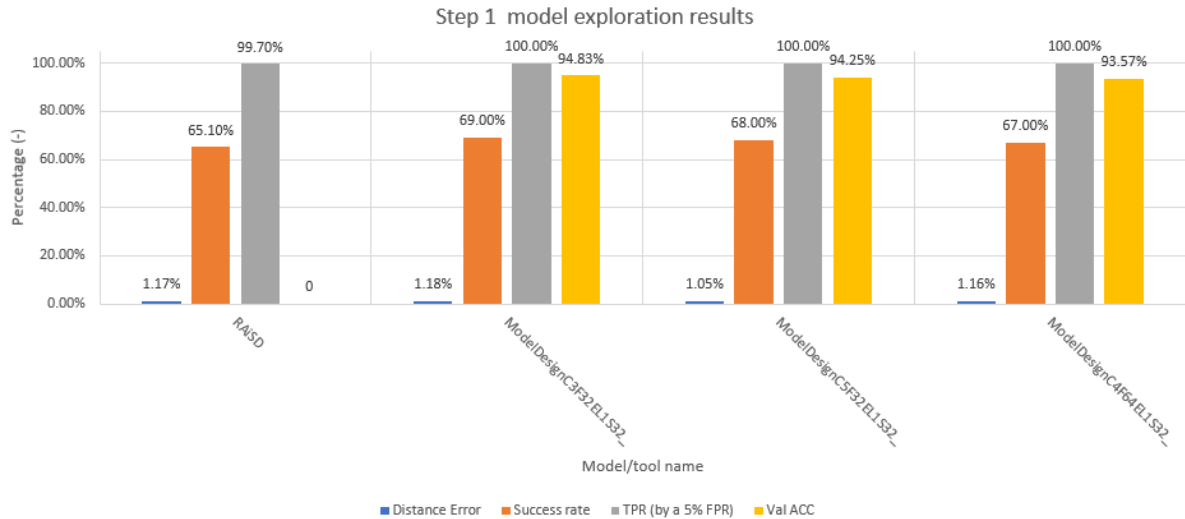 Step 1 model exploration results
99.70%
100.00%
100.00%
100.00%
94.83%
94.25%
93.57%
100.00%
80.00%
60.00%
40.00%
20.00%
0.00%
Percentage (-)
65.10%
69.00%
68.00%
67.00%
1.17%
0
1.18%
1.05%
1.16%
RAiSD
ModelDesignC3F32EL1S32_
ModelDesignC5F32EL1S32_
ModelDesignC4F64EL1S32_
Model/tool name
Distance Error Success rate TPR (by a 5% FPR) Val ACC